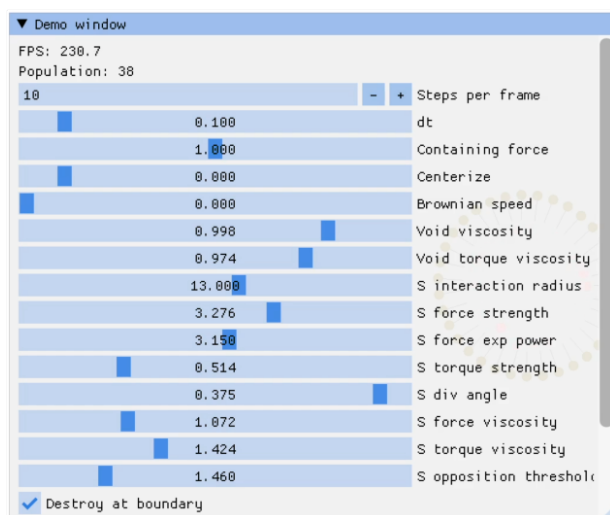 Demo window
FPS: 230.7
Population: 38
10 - + Steps per frame
0.100 dt
1.000 Containing force
0.000 Centerize
0.000 Brownian speed
0.998 Void viscosity
0.974 Void torque viscosity
13.000 S interaction radius
3.276 S force strength
3.150 S force exp power
0.514 S torque strength
0.375 S div angle
1.072 S force viscosity
1.424 S torque viscosity
1.460 S opposition threshol
Destroy at boundary